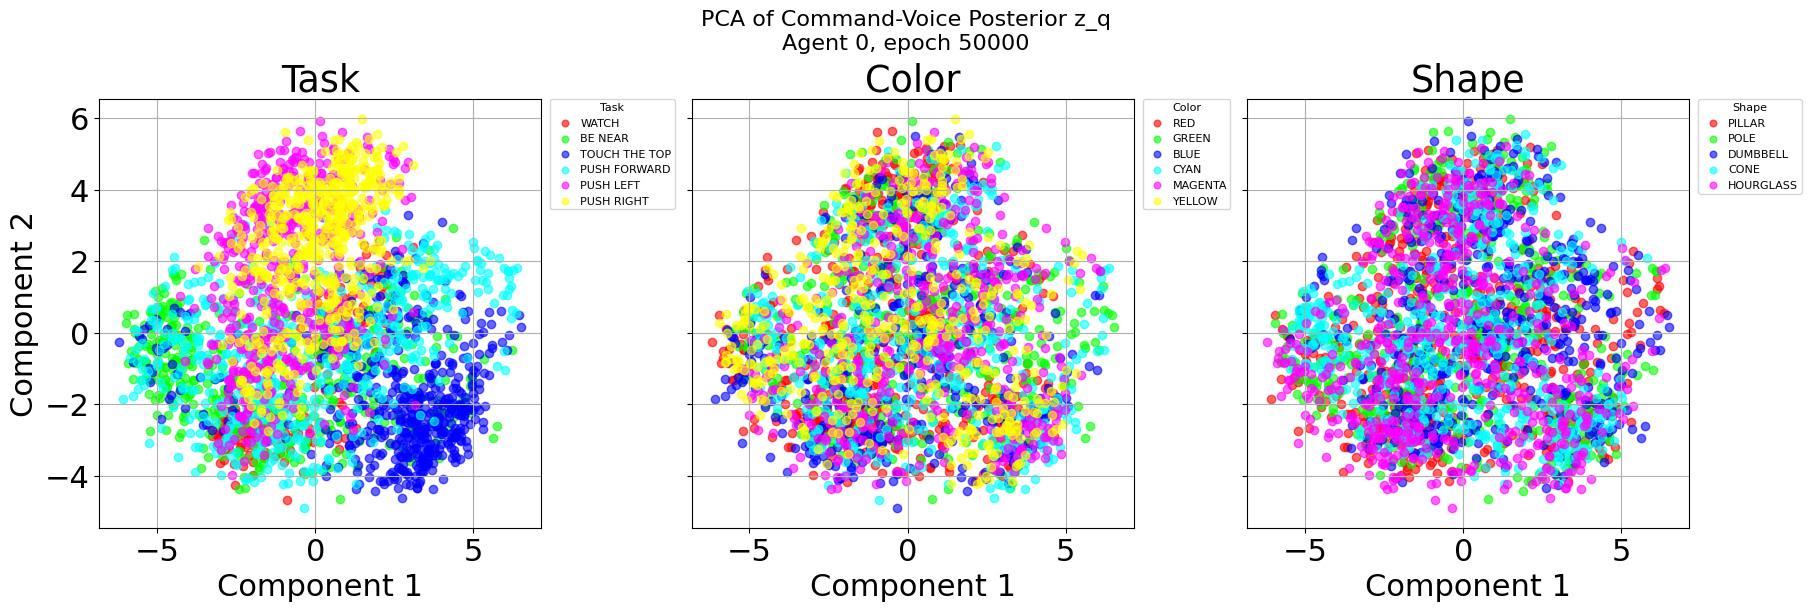 PCA of Command-Voice Posterior z_q
Agent 0, epoch 50000
Task
Component 2
6
4
2
0
−2
−4
−5
0
5
Component 1
Task
WATCH
BE NEAR
TOUCH THE TOP
PUSH FORWARD
PUSH LEFT
PUSH RIGHT
Color
−5
0
5
Component 1
Color
RED
GREEN
BLUE
CYAN
MAGENTA
YELLOW
Shape
−5
0
5
Component 1
Shape
PILLAR
POLE
DUMBBELL
CONE
HOURGLASS